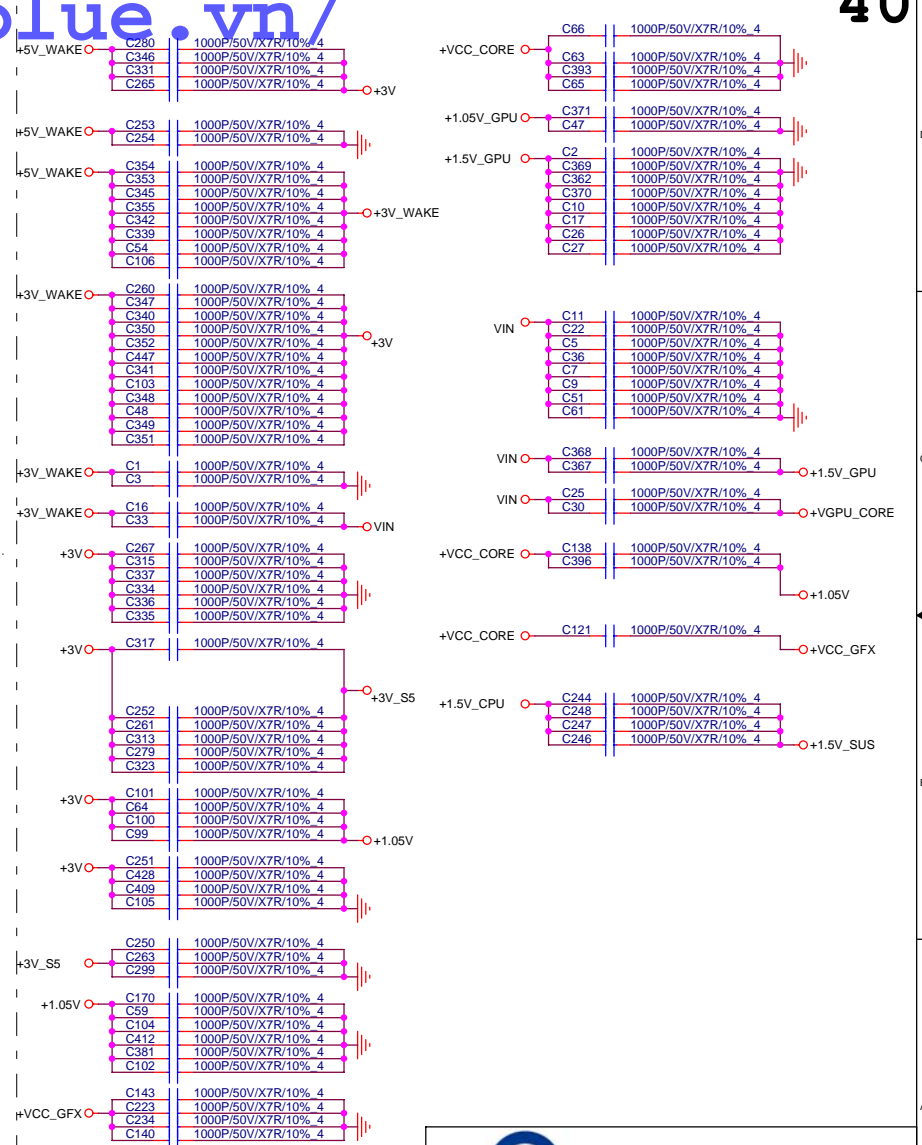 blue.vn/
40
+5V_WAKE
C280 1000P/50V/X7R/10%_4
C346 1000P/50V/X7R/10%_4
C331 1000P/50V/X7R/10%_4
C265 1000P/50V/X7R/10%_4
+3V
+5V_WAKE
C253 1000P/50V/X7R/10%_4
C254 1000P/50V/X7R/10%_4
+5V_WAKE
C354 1000P/50V/X7R/10%_4
C353 1000P/50V/X7R/10%_4
C345 1000P/50V/X7R/10%_4
C355 1000P/50V/X7R/10%_4
+3V_WAKE
C342 1000P/50V/X7R/10%_4
C339 1000P/50V/X7R/10%_4
C54 1000P/50V/X7R/10%_4
C106 1000P/50V/X7R/10%_4
+3V_WAKE
C260 1000P/50V/X7R/10%_4
C347 1000P/50V/X7R/10%_4
C340 1000P/50V/X7R/10%_4
C350 1000P/50V/X7R/10%_4
+3V
C352 1000P/50V/X7R/10%_4
C447 1000P/50V/X7R/10%_4
C341 1000P/50V/X7R/10%_4
C103 1000P/50V/X7R/10%_4
C348 1000P/50V/X7R/10%_4
C48 1000P/50V/X7R/10%_4
C349 1000P/50V/X7R/10%_4
C351 1000P/50V/X7R/10%_4
+3V_WAKE
C1 1000P/50V/X7R/10%_4
C3 1000P/50V/X7R/10%_4
+3V_WAKE
C16 1000P/50V/X7R/10%_4
C33 1000P/50V/X7R/10%_4
VIN
+3V
C267 1000P/50V/X7R/10%_4
C315 1000P/50V/X7R/10%_4
C337 1000P/50V/X7R/10%_4
C334 1000P/50V/X7R/10%_4
C336 1000P/50V/X7R/10%_4
C335 1000P/50V/X7R/10%_4
+3V
C317 1000P/50V/X7R/10%_4
+3V_S5
C252 1000P/50V/X7R/10%_4
C261 1000P/50V/X7R/10%_4
C313 1000P/50V/X7R/10%_4
C279 1000P/50V/X7R/10%_4
C323 1000P/50V/X7R/10%_4
+3V
C101 1000P/50V/X7R/10%_4
C64 1000P/50V/X7R/10%_4
C100 1000P/50V/X7R/10%_4
C99 1000P/50V/X7R/10%_4
+1.05V
+3V
C251 1000P/50V/X7R/10%_4
C428 1000P/50V/X7R/10%_4
C409 1000P/50V/X7R/10%_4
C105 1000P/50V/X7R/10%_4
+3V_S5
C250 1000P/50V/X7R/10%_4
C263 1000P/50V/X7R/10%_4
C299 1000P/50V/X7R/10%_4
+1.05V
C170 1000P/50V/X7R/10%_4
C59 1000P/50V/X7R/10%_4
C104 1000P/50V/X7R/10%_4
C412 1000P/50V/X7R/10%_4
C381 1000P/50V/X7R/10%_4
C102 1000P/50V/X7R/10%_4
+VCC_GFX
C143 1000P/50V/X7R/10%_4
C223 1000P/50V/X7R/10%_4
C234 1000P/50V/X7R/10%_4
C140 1000P/50V/X7R/10%_4
+VCC_CORE
C66 1000P/50V/X7R/10%_4
C63 1000P/50V/X7R/10%_4
C393 1000P/50V/X7R/10%_4
C65 1000P/50V/X7R/10%_4
+1.05V_GPU
C371 1000P/50V/X7R/10%_4
C47 1000P/50V/X7R/10%_4
+1.5V_GPU
C2 1000P/50V/X7R/10%_4
C369 1000P/50V/X7R/10%_4
C362 1000P/50V/X7R/10%_4
C370 1000P/50V/X7R/10%_4
C10 1000P/50V/X7R/10%_4
C17 1000P/50V/X7R/10%_4
C26 1000P/50V/X7R/10%_4
C27 1000P/50V/X7R/10%_4
VIN
C11 1000P/50V/X7R/10%_4
C22 1000P/50V/X7R/10%_4
C5 1000P/50V/X7R/10%_4
C36 1000P/50V/X7R/10%_4
C7 1000P/50V/X7R/10%_4
C9 1000P/50V/X7R/10%_4
C51 1000P/50V/X7R/10%_4
C61 1000P/50V/X7R/10%_4
VIN
C368 1000P/50V/X7R/10%_4
C367 1000P/50V/X7R/10%_4
+1.5V_GPU
VIN
C25 1000P/50V/X7R/10%_4
C30 1000P/50V/X7R/10%_4
+VGPU_CORE
+VCC_CORE
C138 1000P/50V/X7R/10%_4
C396 1000P/50V/X7R/10%_4
+1.05V
+VCC_CORE
C121 1000P/50V/X7R/10%_4
+VCC_GFX
+1.5V_CPU
C244 1000P/50V/X7R/10%_4
C248 1000P/50V/X7R/10%_4
C247 1000P/50V/X7R/10%_4
C246 1000P/50V/X7R/10%_4
+1.5V_SUS